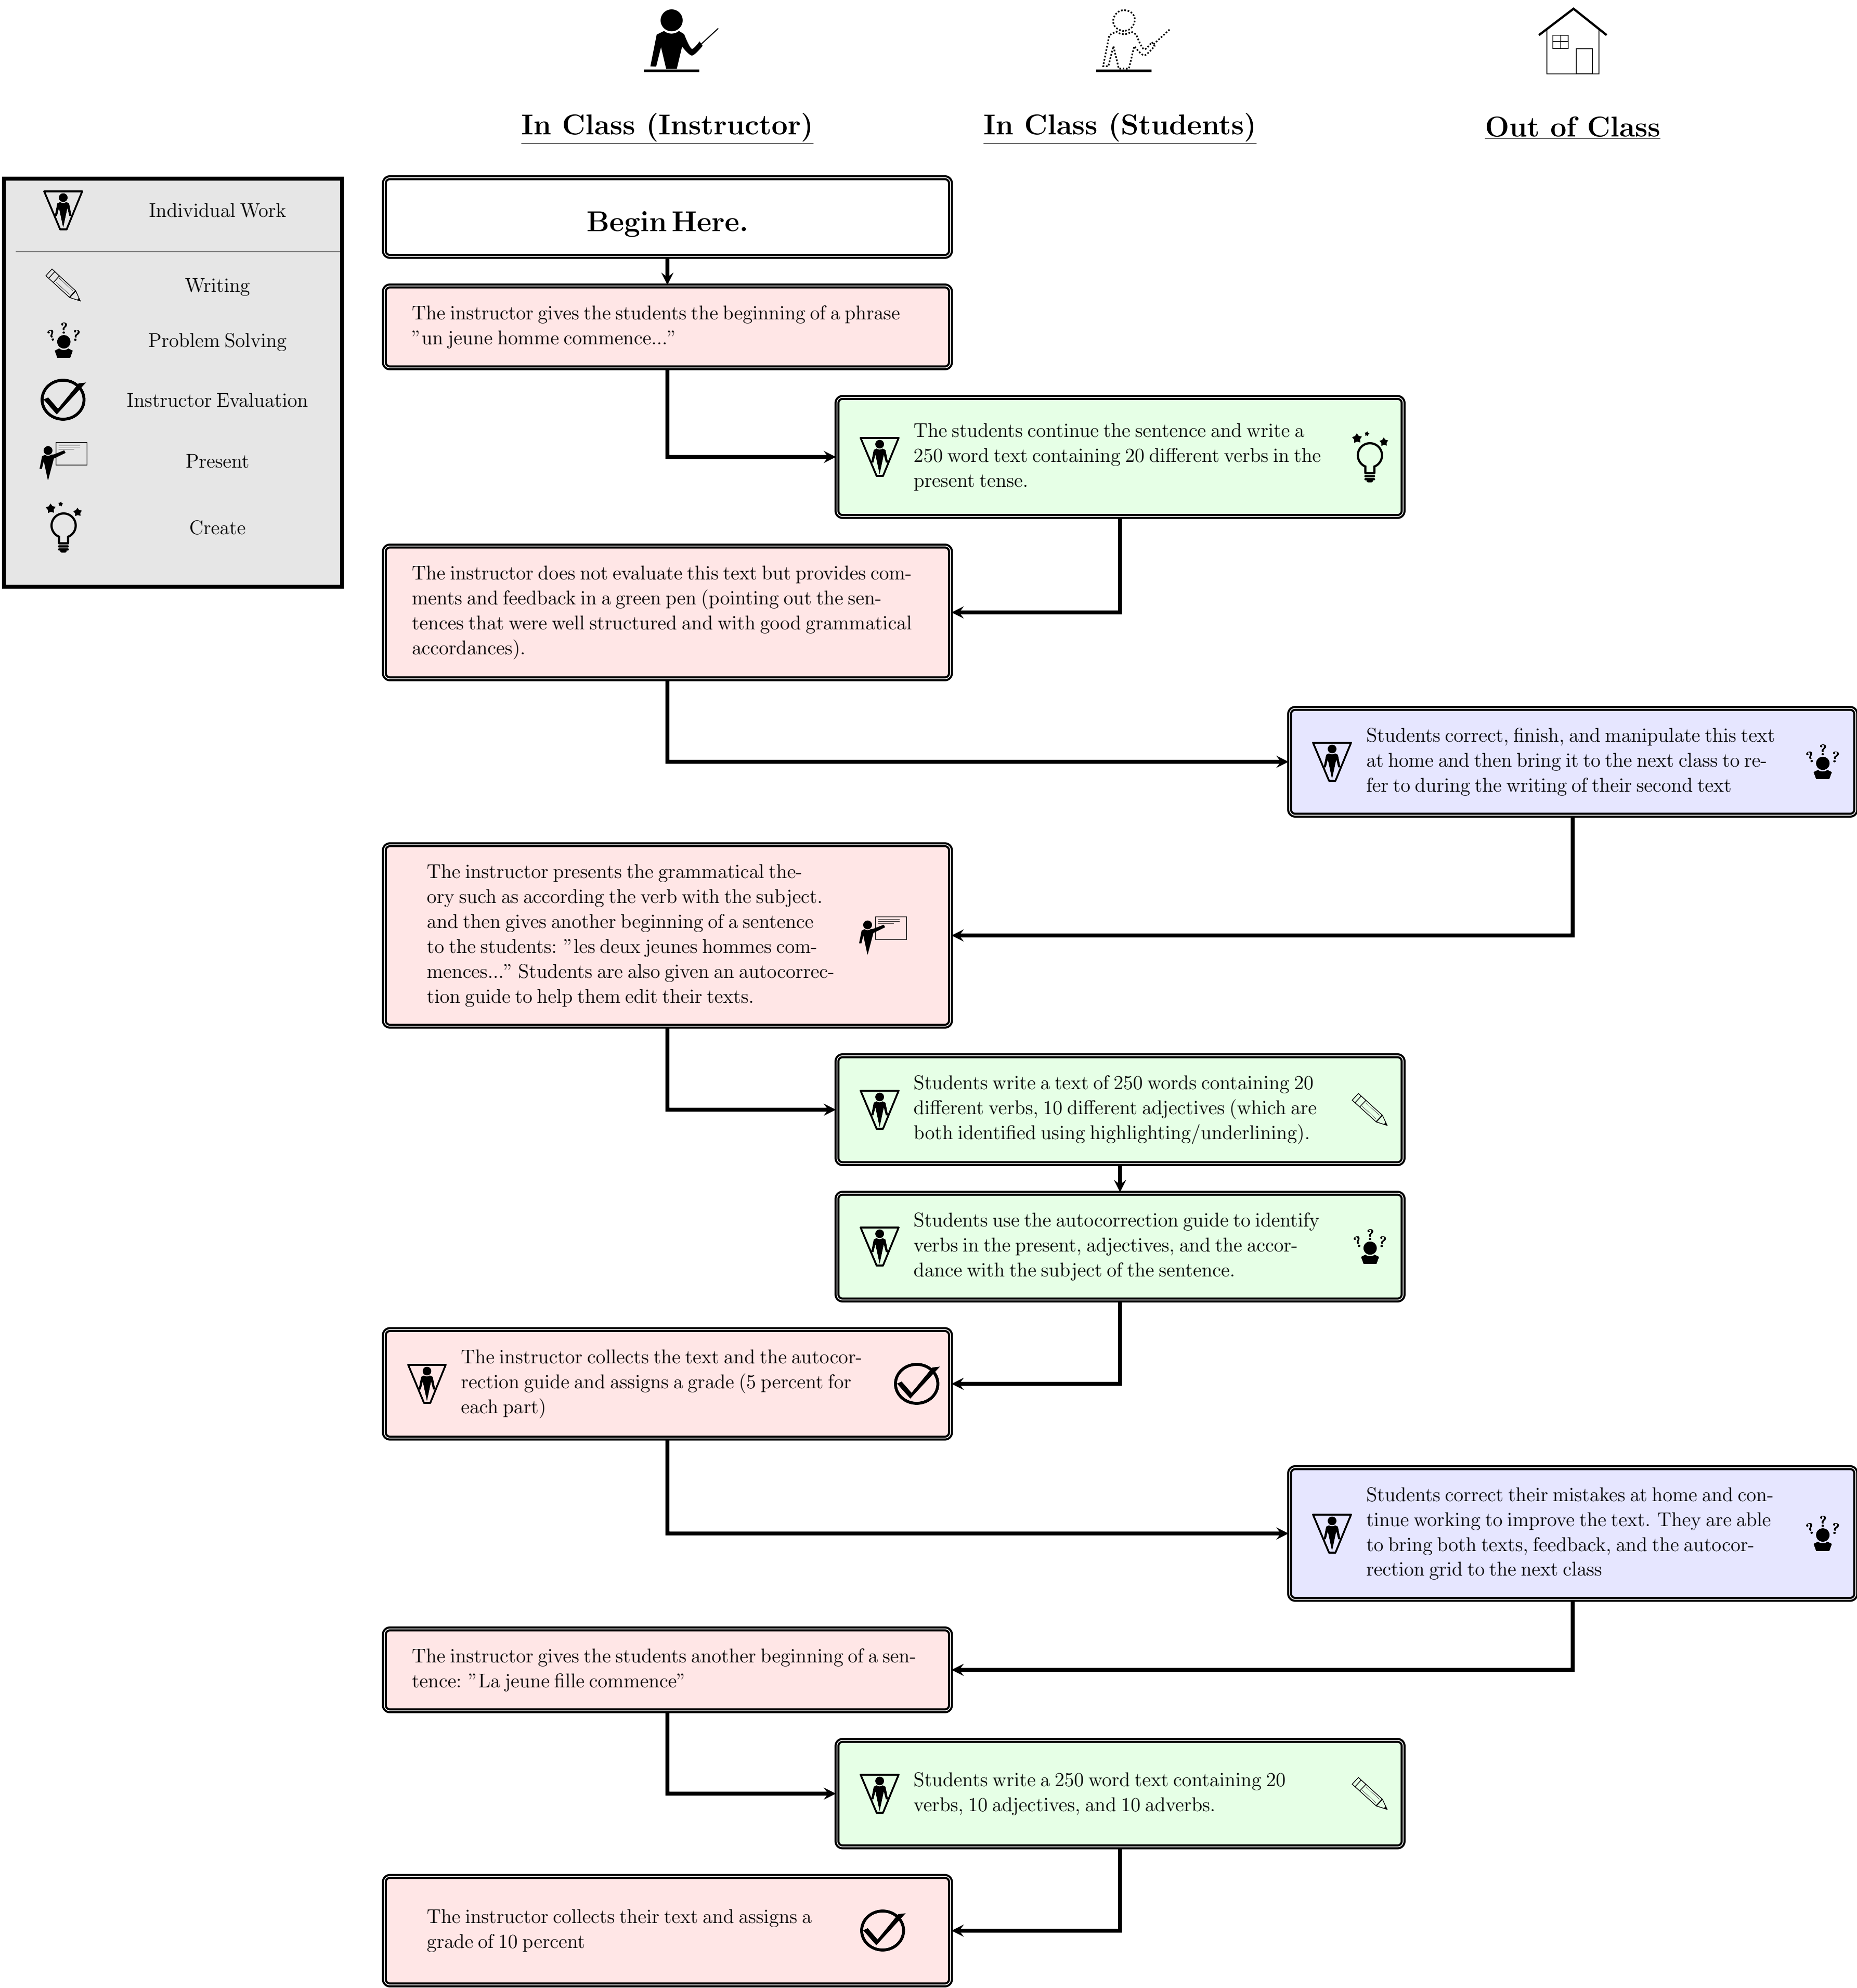 In Class (Instructor)
In Class (Students)
Out of Class
Individual Work
Writing
Problem Solving
Instructor Evaluation
Present
Create
Begin Here.
The instructor gives the students the beginning of a phrase
”un jeune homme commence...”
The students continue the sentence and write a
250 word text containing 20 different verbs in the
present tense.
The instructor does not evaluate this text but provides com-
ments and feedback in a green pen (pointing out the sen-
tences that were well structured and with good grammatical
accordances).
Students correct, finish, and manipulate this text
at home and then bring it to the next class to re-
fer to during the writing of their second text
The instructor presents the grammatical the-
ory such as according the verb with the subject.
and then gives another beginning of a sentence
to the students: ”les deux jeunes hommes com-
mences...” Students are also given an autocorrec-
tion guide to help them edit their texts.
Students write a text of 250 words containing 20
different verbs, 10 different adjectives (which are
both identified using highlighting/underlining).
Students use the autocorrection guide to identify
verbs in the present, adjectives, and the accor-
dance with the subject of the sentence.
The instructor collects the text and the autocor-
rection guide and assigns a grade (5 percent for
each part)
Students correct their mistakes at home and con-
tinue working to improve the text. They are able
to bring both texts, feedback, and the autocor-
rection grid to the next class
The instructor gives the students another beginning of a sen-
tence: ”La jeune fille commence”
Students write a 250 word text containing 20
verbs, 10 adjectives, and 10 adverbs.
The instructor collects their text and assigns a
grade of 10 percent